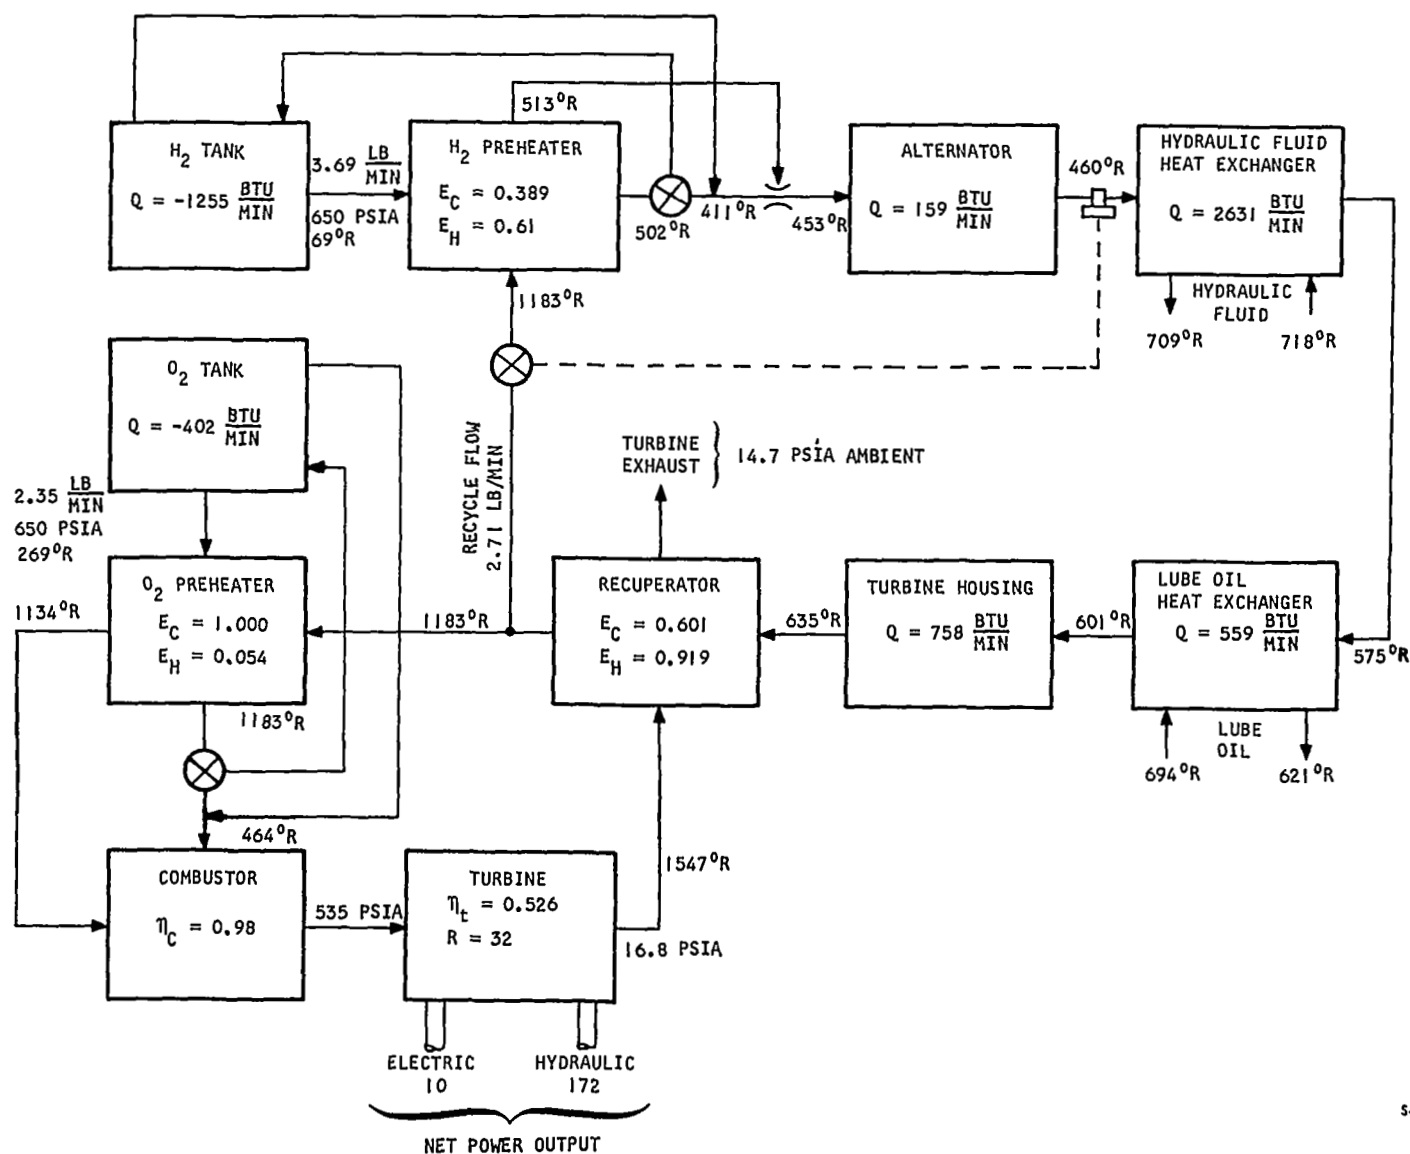 513°R
H2 TANK
Q = -1255 BTU/MIN
3.69 LB/MIN
650 PSIA
69°R
H2 PREHEATER
EC = 0.389
EH = 0.61
502°R
411°R
453°R
ALTERNATOR
Q = 159 BTU/MIN
460°R
HYDRAULIC FLUID
HEAT EXCHANGER
Q = 2631 BTU/MIN
HYDRAULIC
FLUID
709°R
718°R
1183°R
O2 TANK
Q = -402 BTU/MIN
2.35 LB/MIN
650 PSIA
269°R
RECYCLE FLOW
2.71 LB/MIN
TURBINE
EXHAUST
14.7 PSIA AMBIENT
1134°R
O2 PREHEATER
EC = 1.000
EH = 0.054
1183°R
RECUPERATOR
EC = 0.601
EH = 0.919
635°R
TURBINE HOUSING
Q = 758 BTU/MIN
601°R
LUBE OIL
HEAT EXCHANGER
Q = 559 BTU/MIN
575°R
1183°R
LUBE
OIL
694°R
621°R
464°R
COMBUSTOR
ηC = 0.98
535 PSIA
TURBINE
ηt = 0.526
R = 32
1547°R
16.8 PSIA
ELECTRIC
10
HYDRAULIC
172
NET POWER OUTPUT
S-